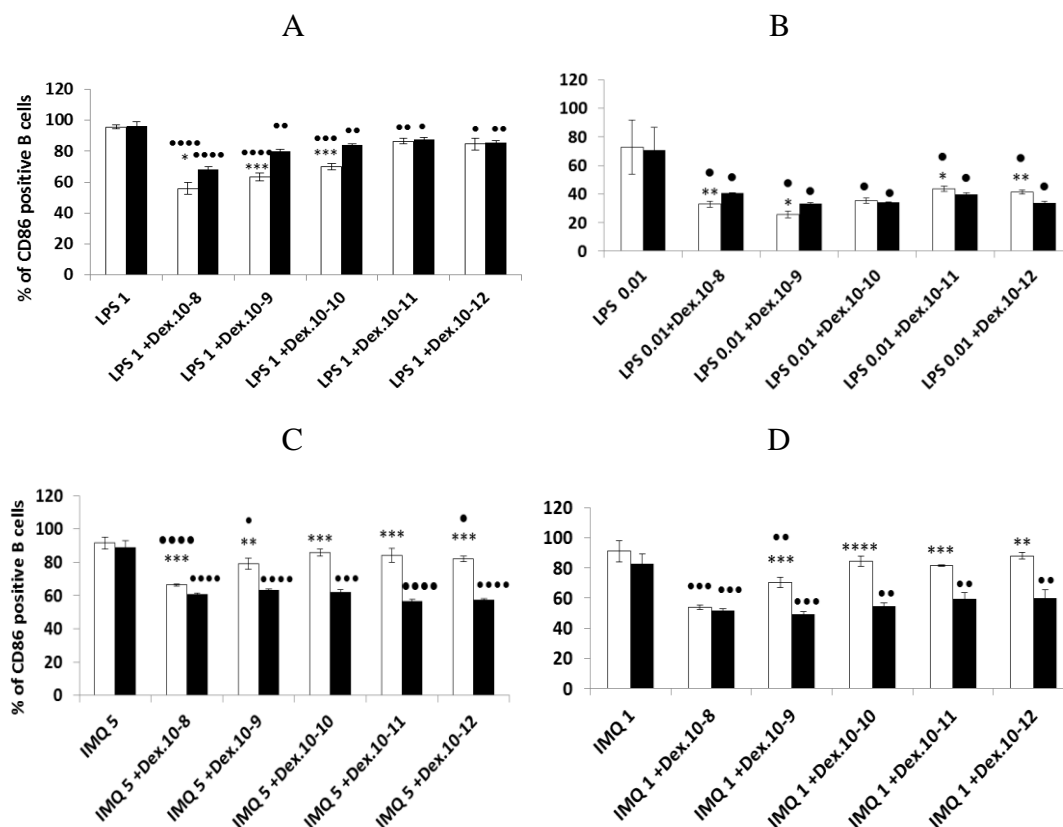 A
% of CD86 positive B cells
120
100
80
60
40
20
0
•••• * ••••
•••• *** ••
••• *** ••
•• •
• ••
LPS 1
LPS 1 +Dex.10-8
LPS 1 +Dex.10-9
LPS 1 +Dex.10-10
LPS 1 +Dex.10-11
LPS 1 +Dex.10-12
B
120
100
80
60
40
20
0
• ** •
• * •
• •
• * •
• ** •
LPS 0.01
LPS 0.01+Dex.10-8
LPS 0.01 +Dex.10-9
LPS 0.01 +Dex.10-10
LPS 0.01 +Dex.10-11
LPS 0.01 +Dex.10-12
C
% of CD86 positive B cells
120
100
80
60
40
20
0
•••• *** ••••
• ** ••••
*** •••
*** ••••
• *** ••••
IMQ 5
IMQ 5 +Dex.10-8
IMQ 5 +Dex.10-9
IMQ 5 +Dex.10-10
IMQ 5 +Dex.10-11
IMQ 5 +Dex.10-12
D
120
100
80
60
40
20
0
••• •••
•• *** •••
**** ••
*** ••
** ••
IMQ 1
IMQ 1 +Dex.10-8
IMQ 1 +Dex.10-9
IMQ 1 +Dex.10-10
IMQ 1 +Dex.10-11
IMQ 1 +Dex.10-12